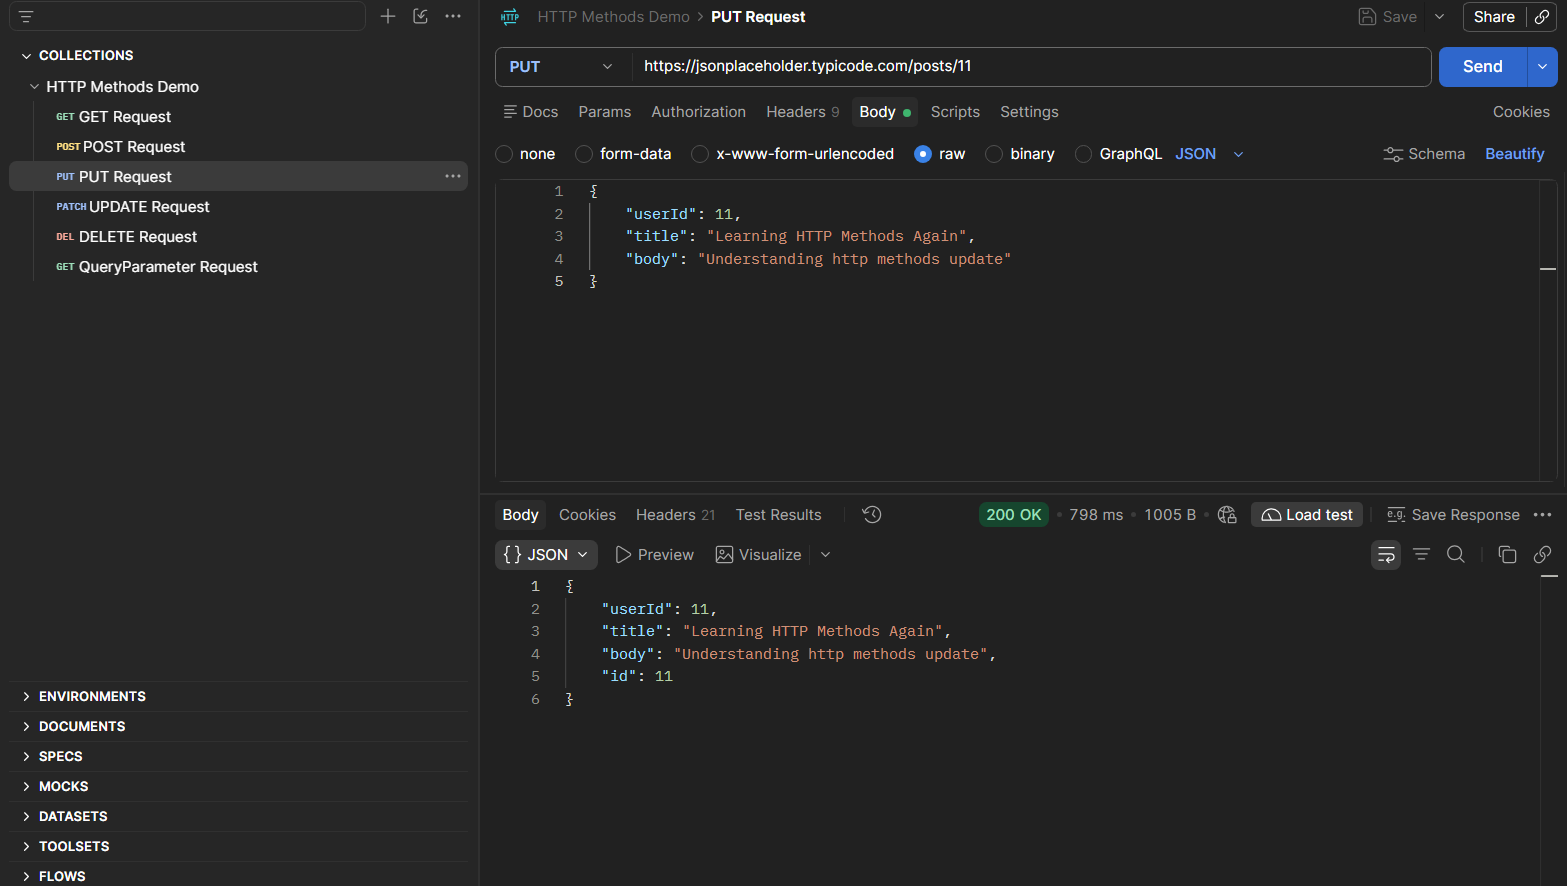 HTTP Methods Demo > PUT Request
Save
Share
COLLECTIONS
HTTP Methods Demo
GET GET Request
POST POST Request
PUT PUT Request
PATCH UPDATE Request
DEL DELETE Request
GET QueryParameter Request
ENVIRONMENTS
DOCUMENTS
SPECS
MOCKS
DATASETS
TOOLSETS
FLOWS
HTTP
PUT https://jsonplaceholder.typicode.com/posts/11 Send
Docs Params Authorization Headers 9 Body Scripts Settings Cookies
none form-data x-www-form-urlencoded raw binary GraphQL JSON Schema Beautify
1 {
2 "userId": 11,
3 "title": "Learning HTTP Methods Again",
4 "body": "Understanding http methods update"
5 }
Body Cookies Headers 21 Test Results 200 OK • 798 ms • 1005 B • Load test e.g. Save Response
{} JSON Preview Visualize
1 {
2 "userId": 11,
3 "title": "Learning HTTP Methods Again",
4 "body": "Understanding http methods update",
5 "id": 11
6 }